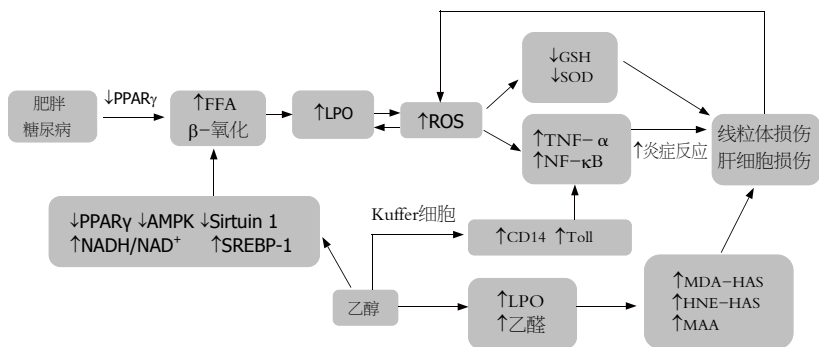 肥胖
糖尿病
↓PPARγ
↑FFA
β-氧化
↑LPO
↑ROS
↓GSH
↓SOD
↑TNF-α
↑NF-κB
↑炎症反应
线粒体损伤
肝细胞损伤
↓PPARγ ↓AMPK ↓Sirtuin 1
↑NADH/NAD⁺ ↑SREBP-1
Kuffer细胞
↑CD14 ↑Toll
乙醇
↑LPO
↑乙醛
↑MDA-HAS
↑HNE-HAS
↑MAA